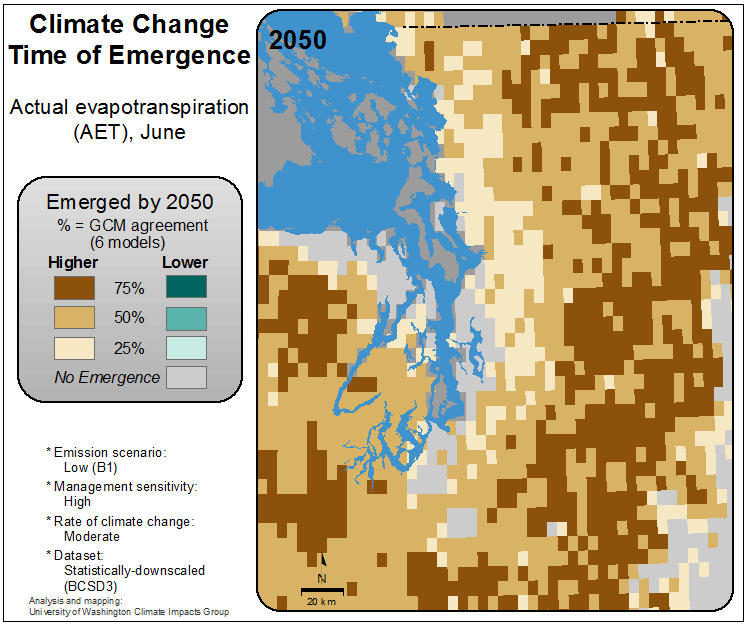 Climate Change
Time of Emergence
Actual evapotranspiration
(AET), June
Emerged by 2050
% = GCM agreement
(6 models)
Higher Lower
75%
50%
25%
No Emergence
* Emission scenario:
Low (B1)
* Management sensitivity:
High
* Rate of climate change:
Moderate
* Dataset:
Statistically-downscaled
(BCSD3)
Analysis and mapping:
University of Washington Climate Impacts Group
2050
N
20 km